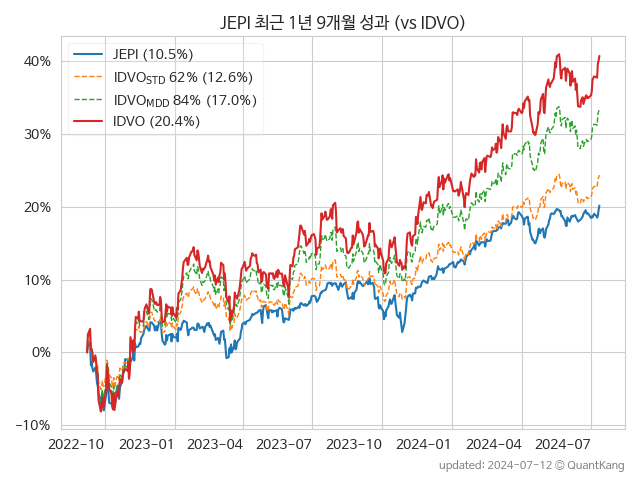 JEPI 최근 1년 9개월 성과 (vs IDVO)
JEPI (10.5%)
IDVO_STD 62% (12.6%)
IDVO_MDD 84% (17.0%)
IDVO (20.4%)
40%
30%
20%
10%
0%
−10%
2022−10 2023−01 2023−04 2023−07 2023−10 2024−01 2024−04 2024−07
updated: 2024−07−12 © QuantKang